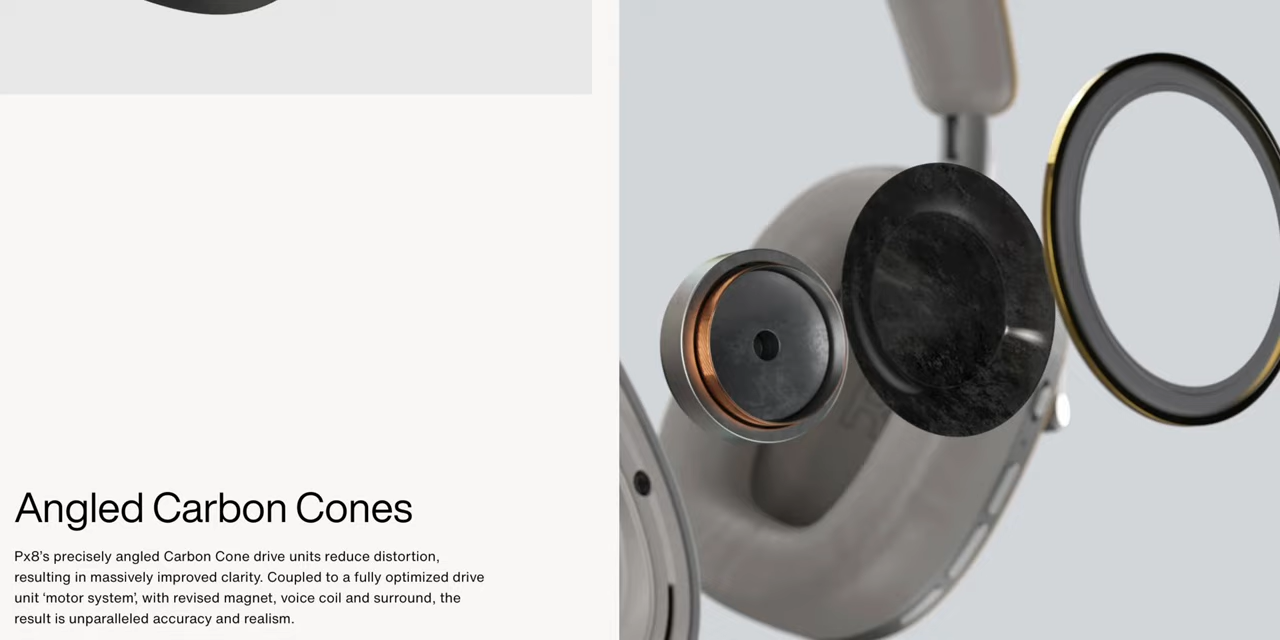 Angled Carbon Cones
Px8's precisely angled Carbon Cone drive units reduce distortion,
resulting in massively improved clarity. Coupled to a fully optimized drive
unit ‘motor system’, with revised magnet, voice coil and surround, the
result is unparalleled accuracy and realism.